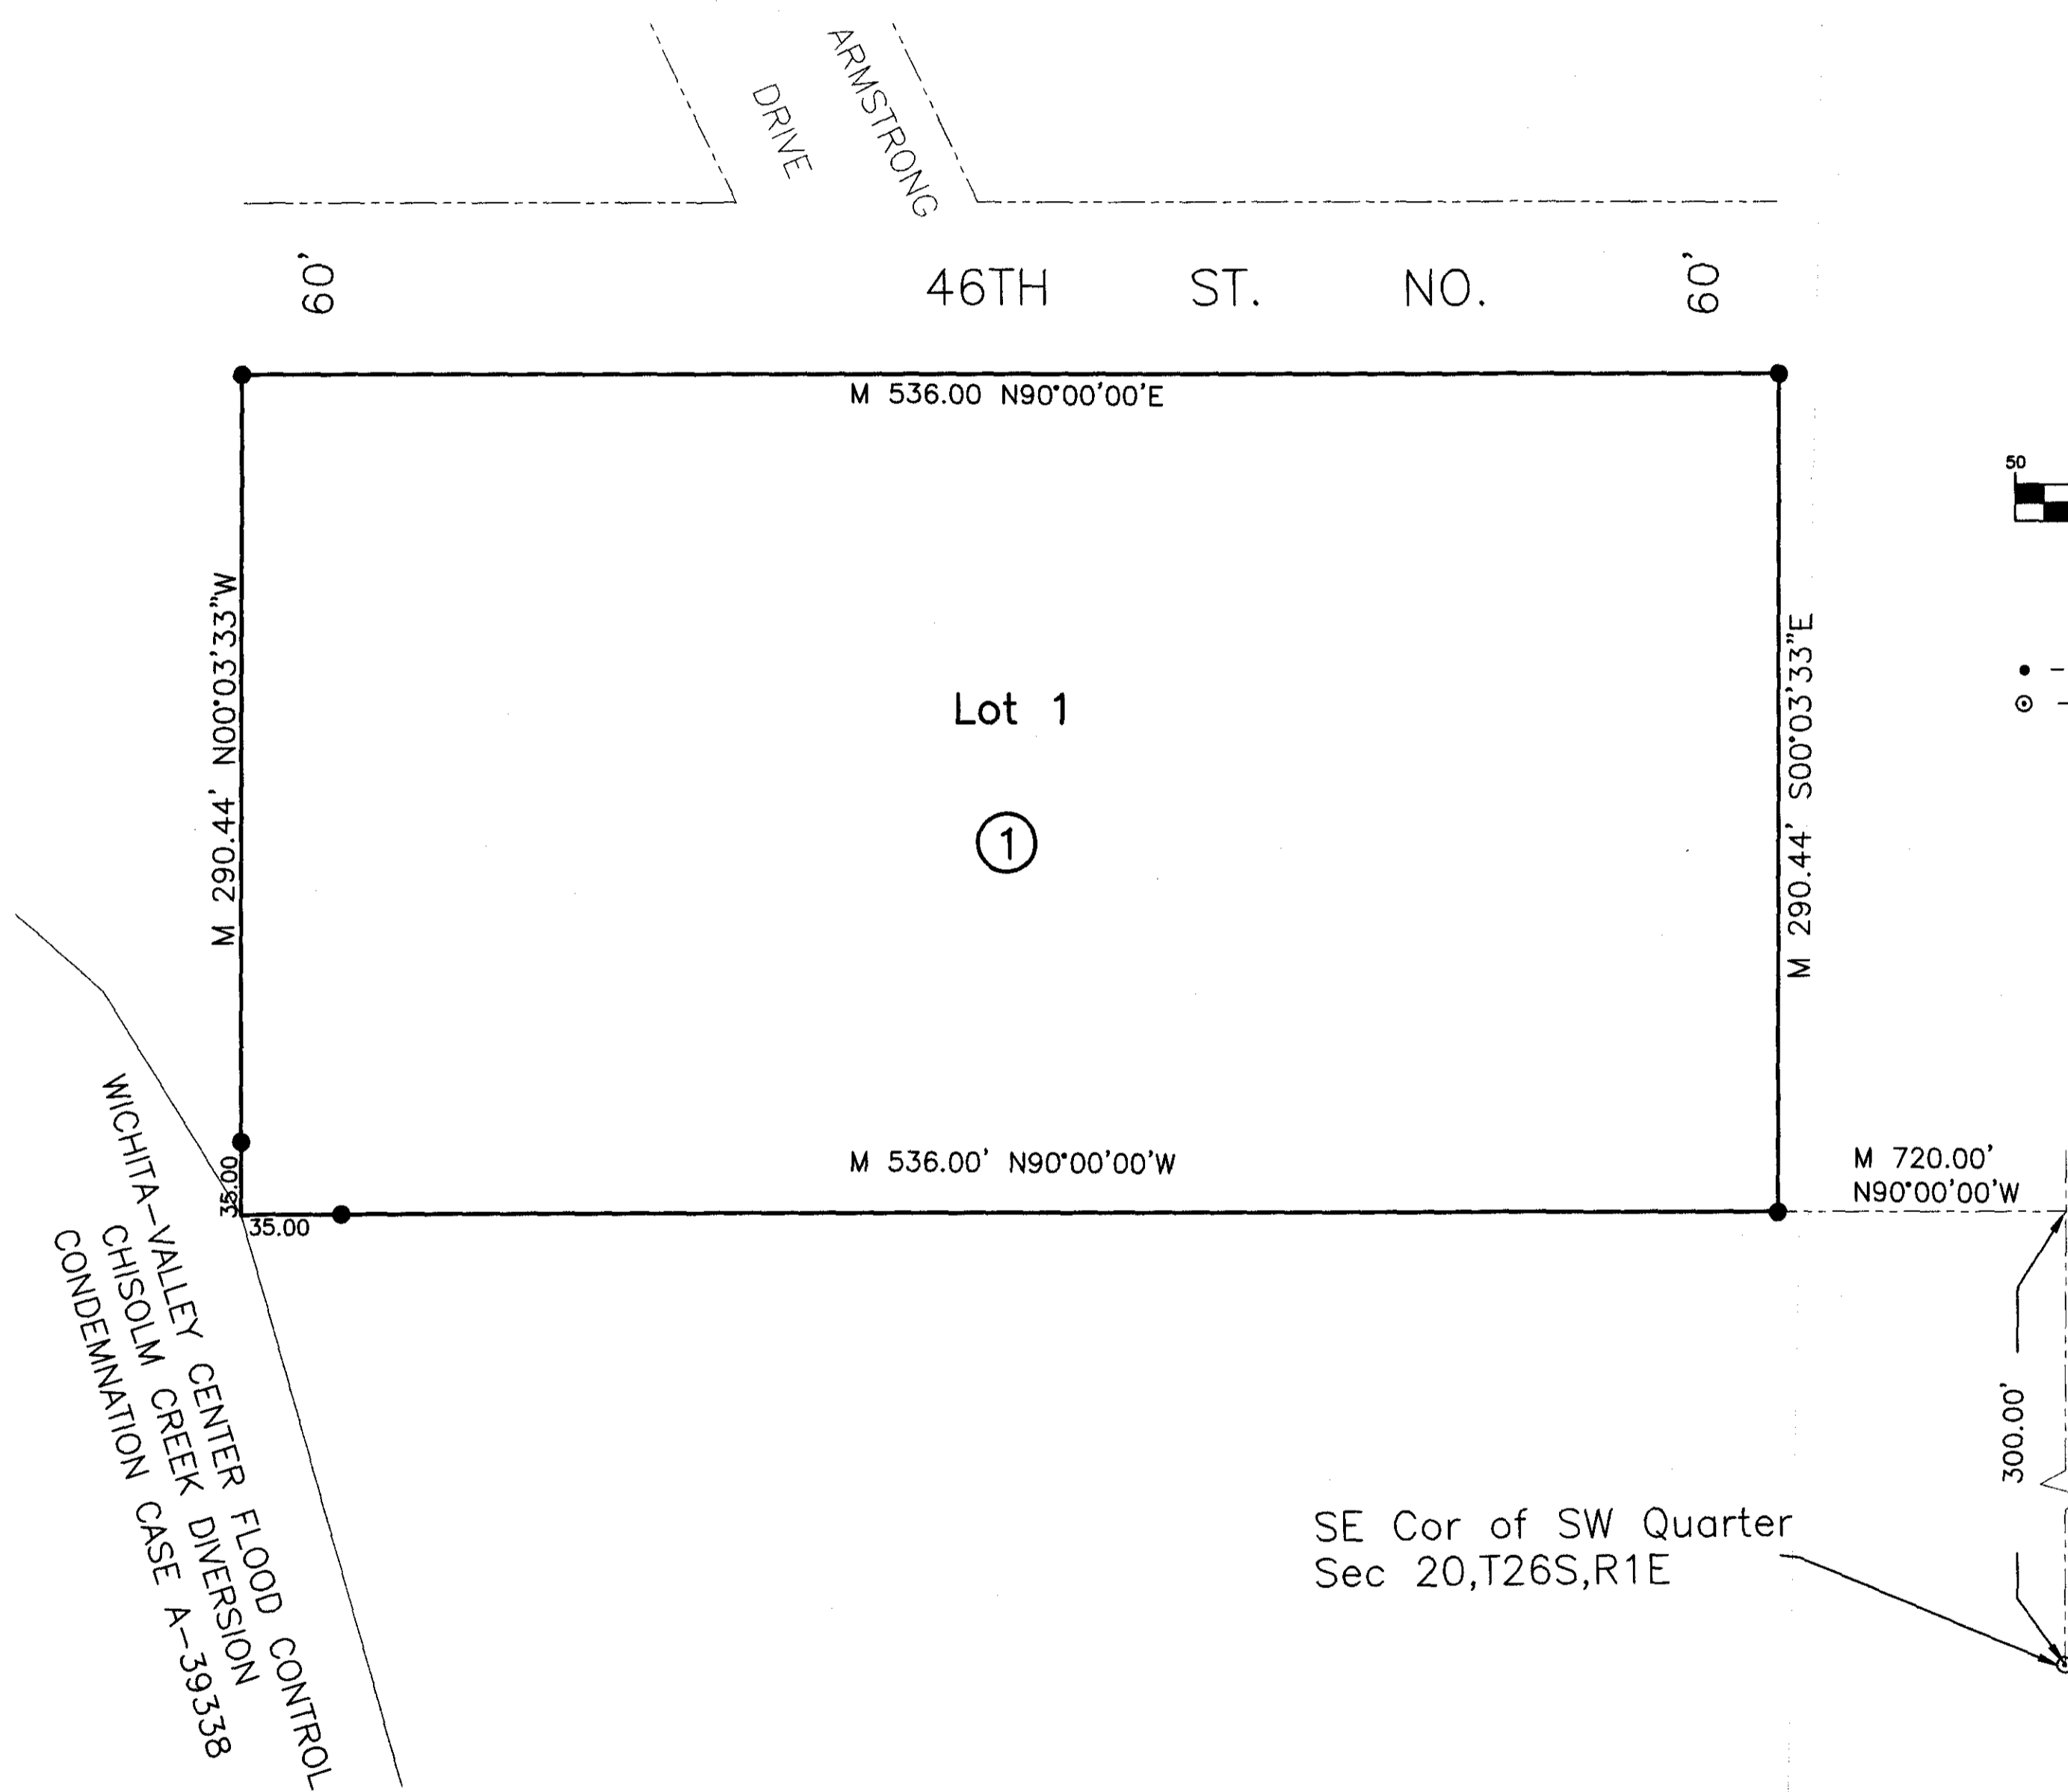 ARMSTRONG
DRIVE
60'
46TH ST. NO.
60'
M 536.00 N90°00'00'E
50
M 290.44' N00°03'33"W
M 290.44' S00°03'33"E
Lot 1
1
M 536.00' N90°00'00'W
M 720.00'
N90°00'00'W
35.00
35.00
WICHITA-VALLEY CENTER FLOOD CONTROL
CHISOLM CREEK DIVERSION
CONDEMNATION CASE A-39338
300.00'
SE Cor of SW Quarter
Sec 20,T26S,R1E